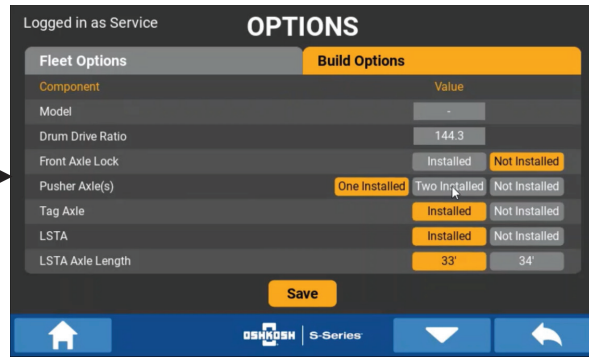 Logged in as Service OPTIONS
Fleet Options Build Options
Component Value
Model -
Drum Drive Ratio 144.3
Front Axle Lock Installed Not Installed
Pusher Axle(s) One Installed Two Installed Not Installed
Tag Axle Installed Not Installed
LSTA Installed Not Installed
LSTA Axle Length 33' 34'
Save
OSHKOSH S-Series